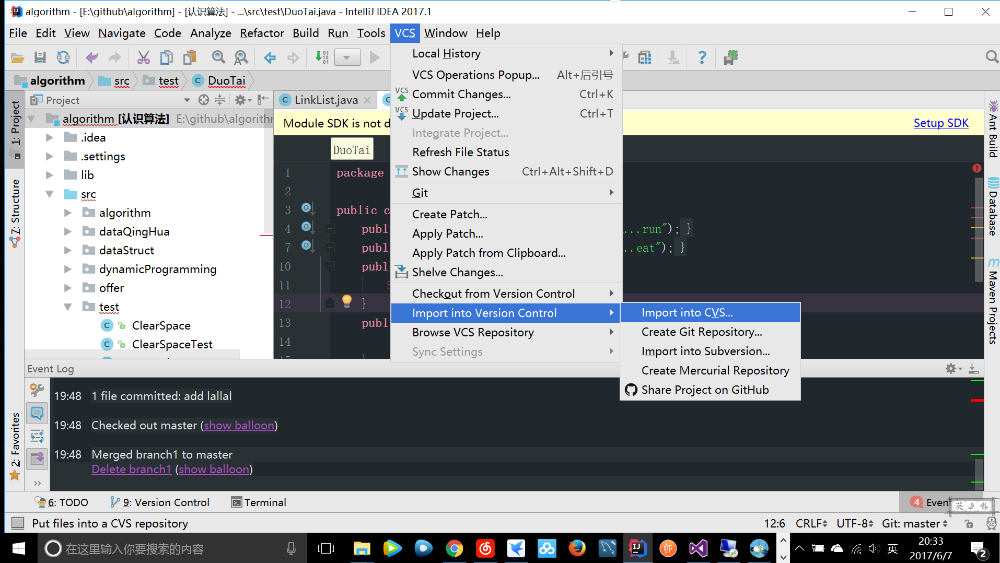 algorithm - [E:\github\algorithm] - [认识算法] - ...\src\test\DuoTai.java - IntelliJ IDEA 2017.1
File Edit View Navigate Code Analyze Refactor Build Run Tools VCS Window Help
algorithm src test DuoTai
Project
LinkList.java
algorithm [认识算法] E:\github\algorithm
.idea
.settings
lib
src
algorithm
dataQingHua
dataStruct
dynamicProgramming
offer
test
ClearSpace
ClearSpaceTest
1: Project
7: Structure
2: Favorites
Module SDK is not d
Setup SDK
DuoTai
1 package
2
3 public c
4 publ ...run"); }
7 publ ..eat"); }
10 publ
11 S
12 }
13 publ
14
15 }
Local History
VCS Operations Popup... Alt+后引号
Commit Changes... Ctrl+K
Update Project... Ctrl+T
Integrate Project...
Refresh File Status
Show Changes Ctrl+Alt+Shift+D
Git
Create Patch...
Apply Patch...
Apply Patch from Clipboard...
Shelve Changes...
Checkout from Version Control
Import into Version Control
Browse VCS Repository
Sync Settings
Import into CVS...
Create Git Repository...
Import into Subversion...
Create Mercurial Repository
Share Project on GitHub
Ant Build
Database
Maven Projects
Event Log
19:48 1 file committed: add lallal
19:48 Checked out master (show balloon)
19:48 Merged branch1 to master
Delete branch1 (show balloon)
6: TODO 9: Version Control Terminal
4 Event
英
Put files into a CVS repository
12:6 CRLF UTF-8 Git: master
在这里输入你要搜索的内容
英
20:33
2017/6/7
2